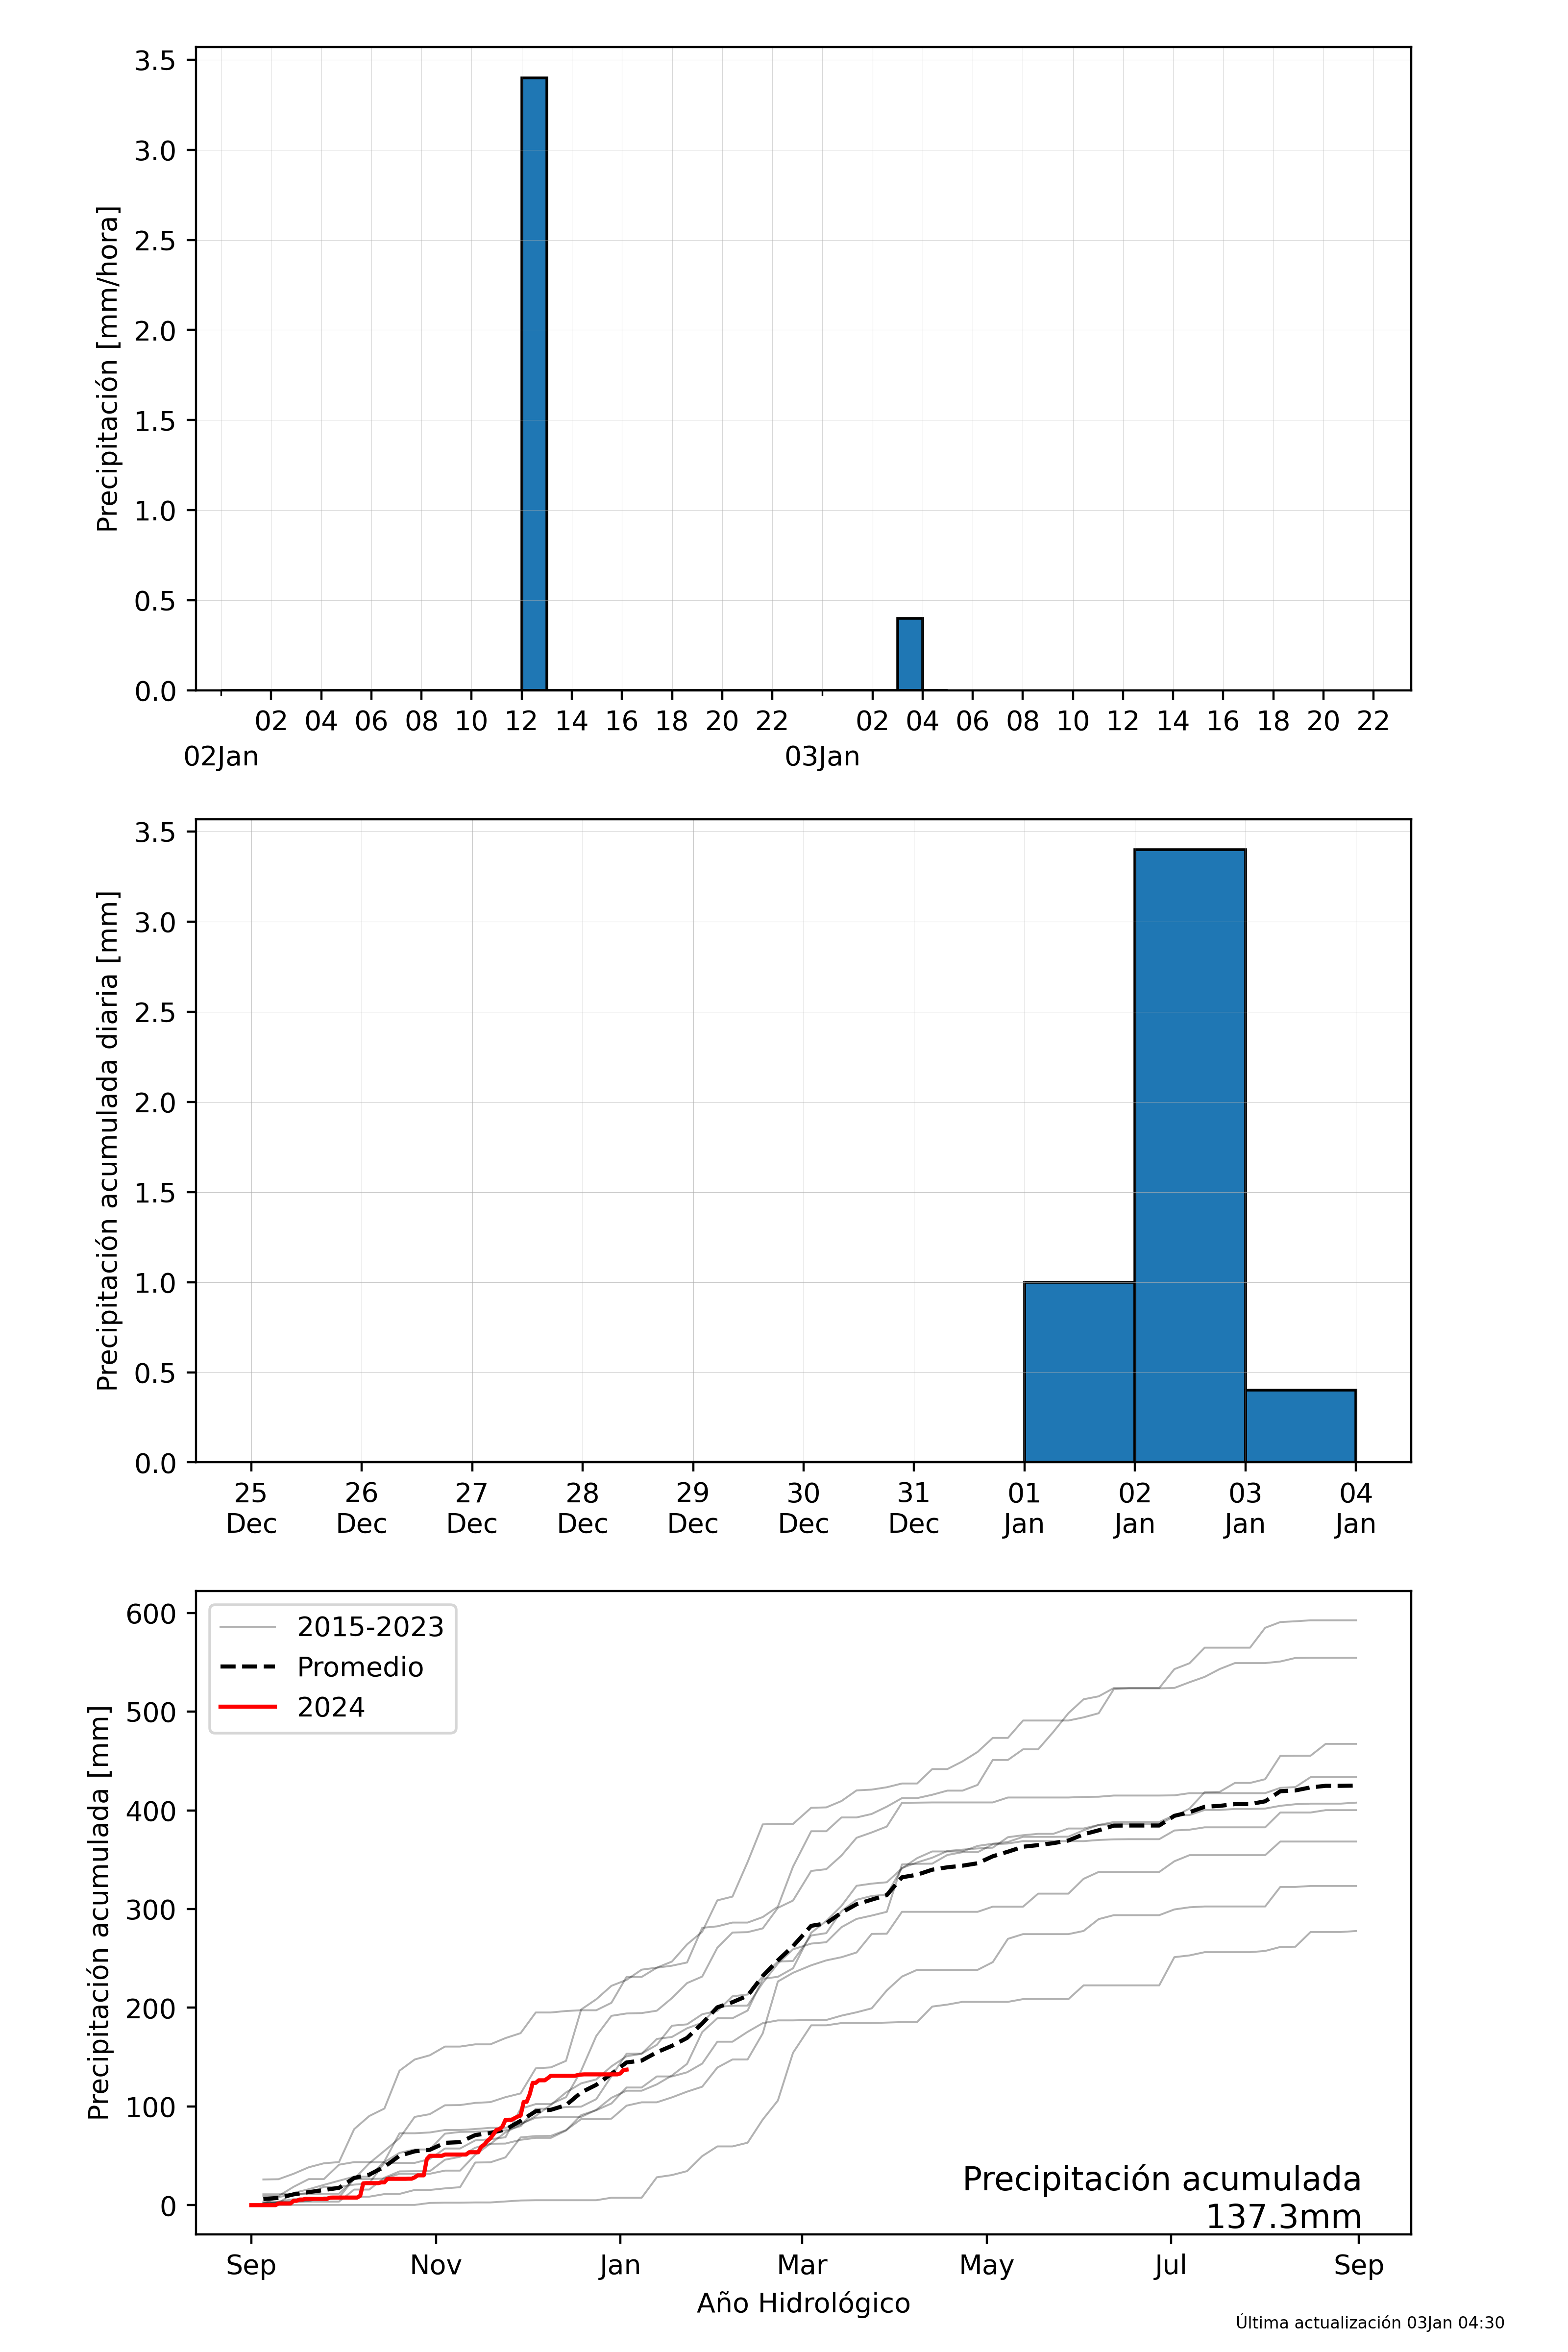 Precipitación [mm/hora]
3.5
3.0
2.5
2.0
1.5
1.0
0.5
0.0
02 04 06 08 10 12 14 16 18 20 22 02 04 06 08 10 12 14 16 18 20 22
02Jan 03Jan
Precipitación acumulada diaria [mm]
3.5
3.0
2.5
2.0
1.5
1.0
0.5
0.0
25 26 27 28 29 30 31 01 02 03 04
Dec Dec Dec Dec Dec Dec Dec Jan Jan Jan Jan
Precipitación acumulada [mm]
600
500
400
300
200
100
0
2015-2023
Promedio
2024
Precipitación acumulada
137.3mm
Sep Nov Jan Mar May Jul Sep
Año Hidrológico
Última actualización 03Jan 04:30